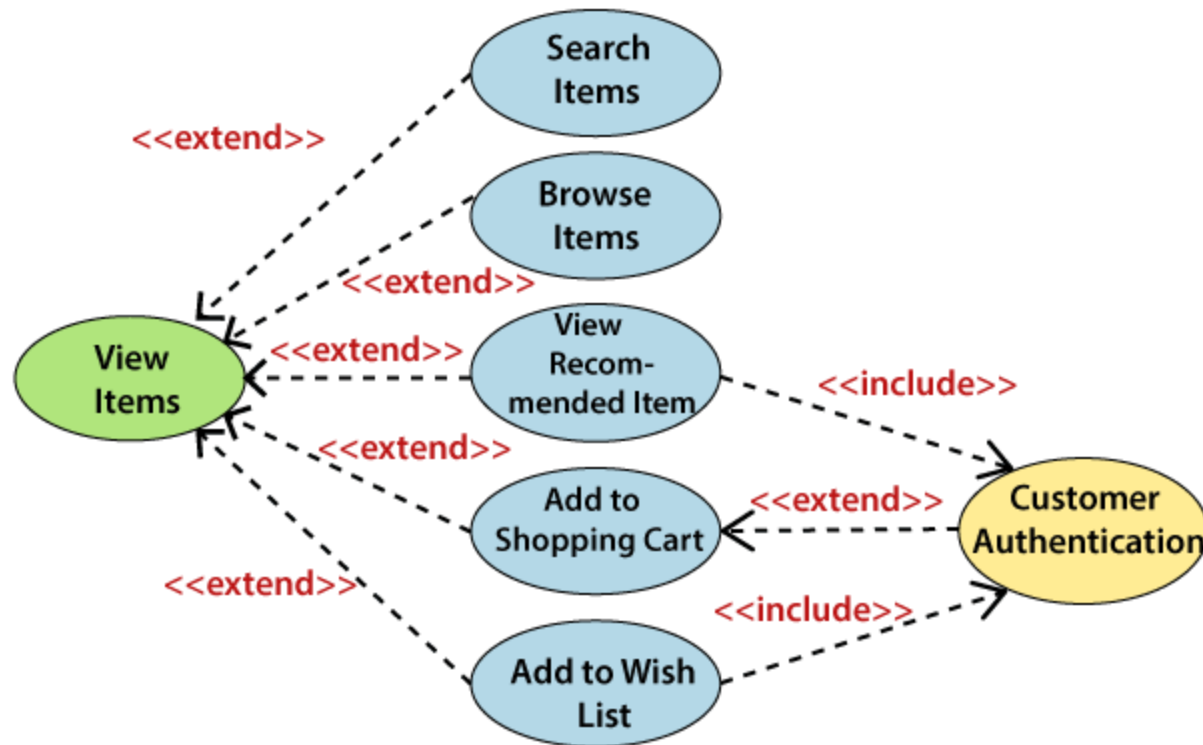 Search
Items
<<extend>>
Browse
Items
<<extend>>
View
Recom-
mended Item
<<extend>>
<<include>>
View
Items
<<extend>>
Add to
Shopping Cart
<<extend>>
Customer
Authentication
<<extend>>
<<include>>
Add to Wish
List